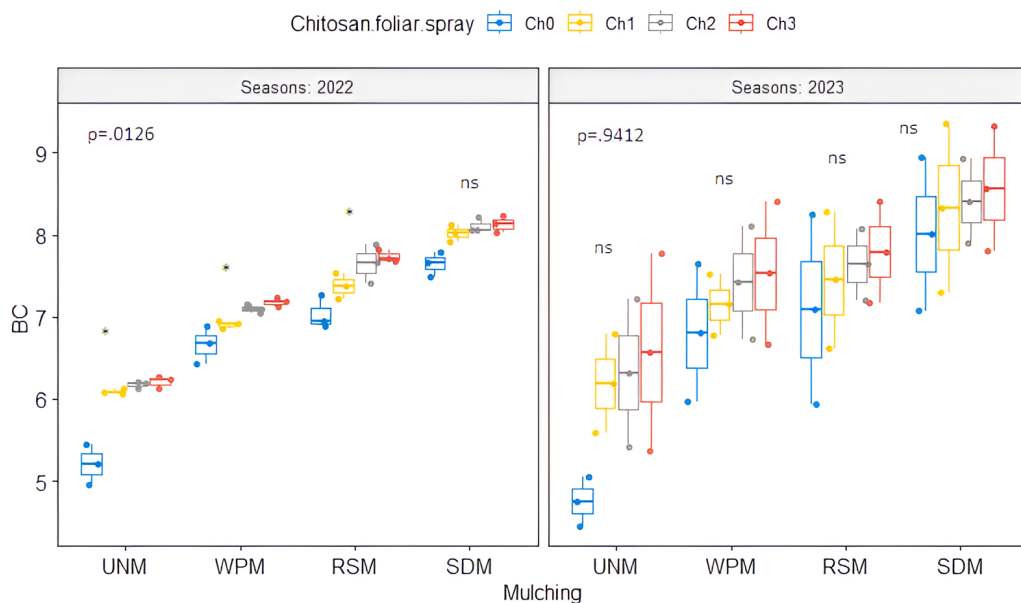 Chitosan.foliar.spray Ch0 Ch1 Ch2 Ch3
Seasons: 2022
Seasons: 2023
p=.0126
p=.9412
*
*
*
ns
ns
ns
ns
ns
BC
9
8
7
6
5
UNM WPM RSM SDM
UNM WPM RSM SDM
Mulching